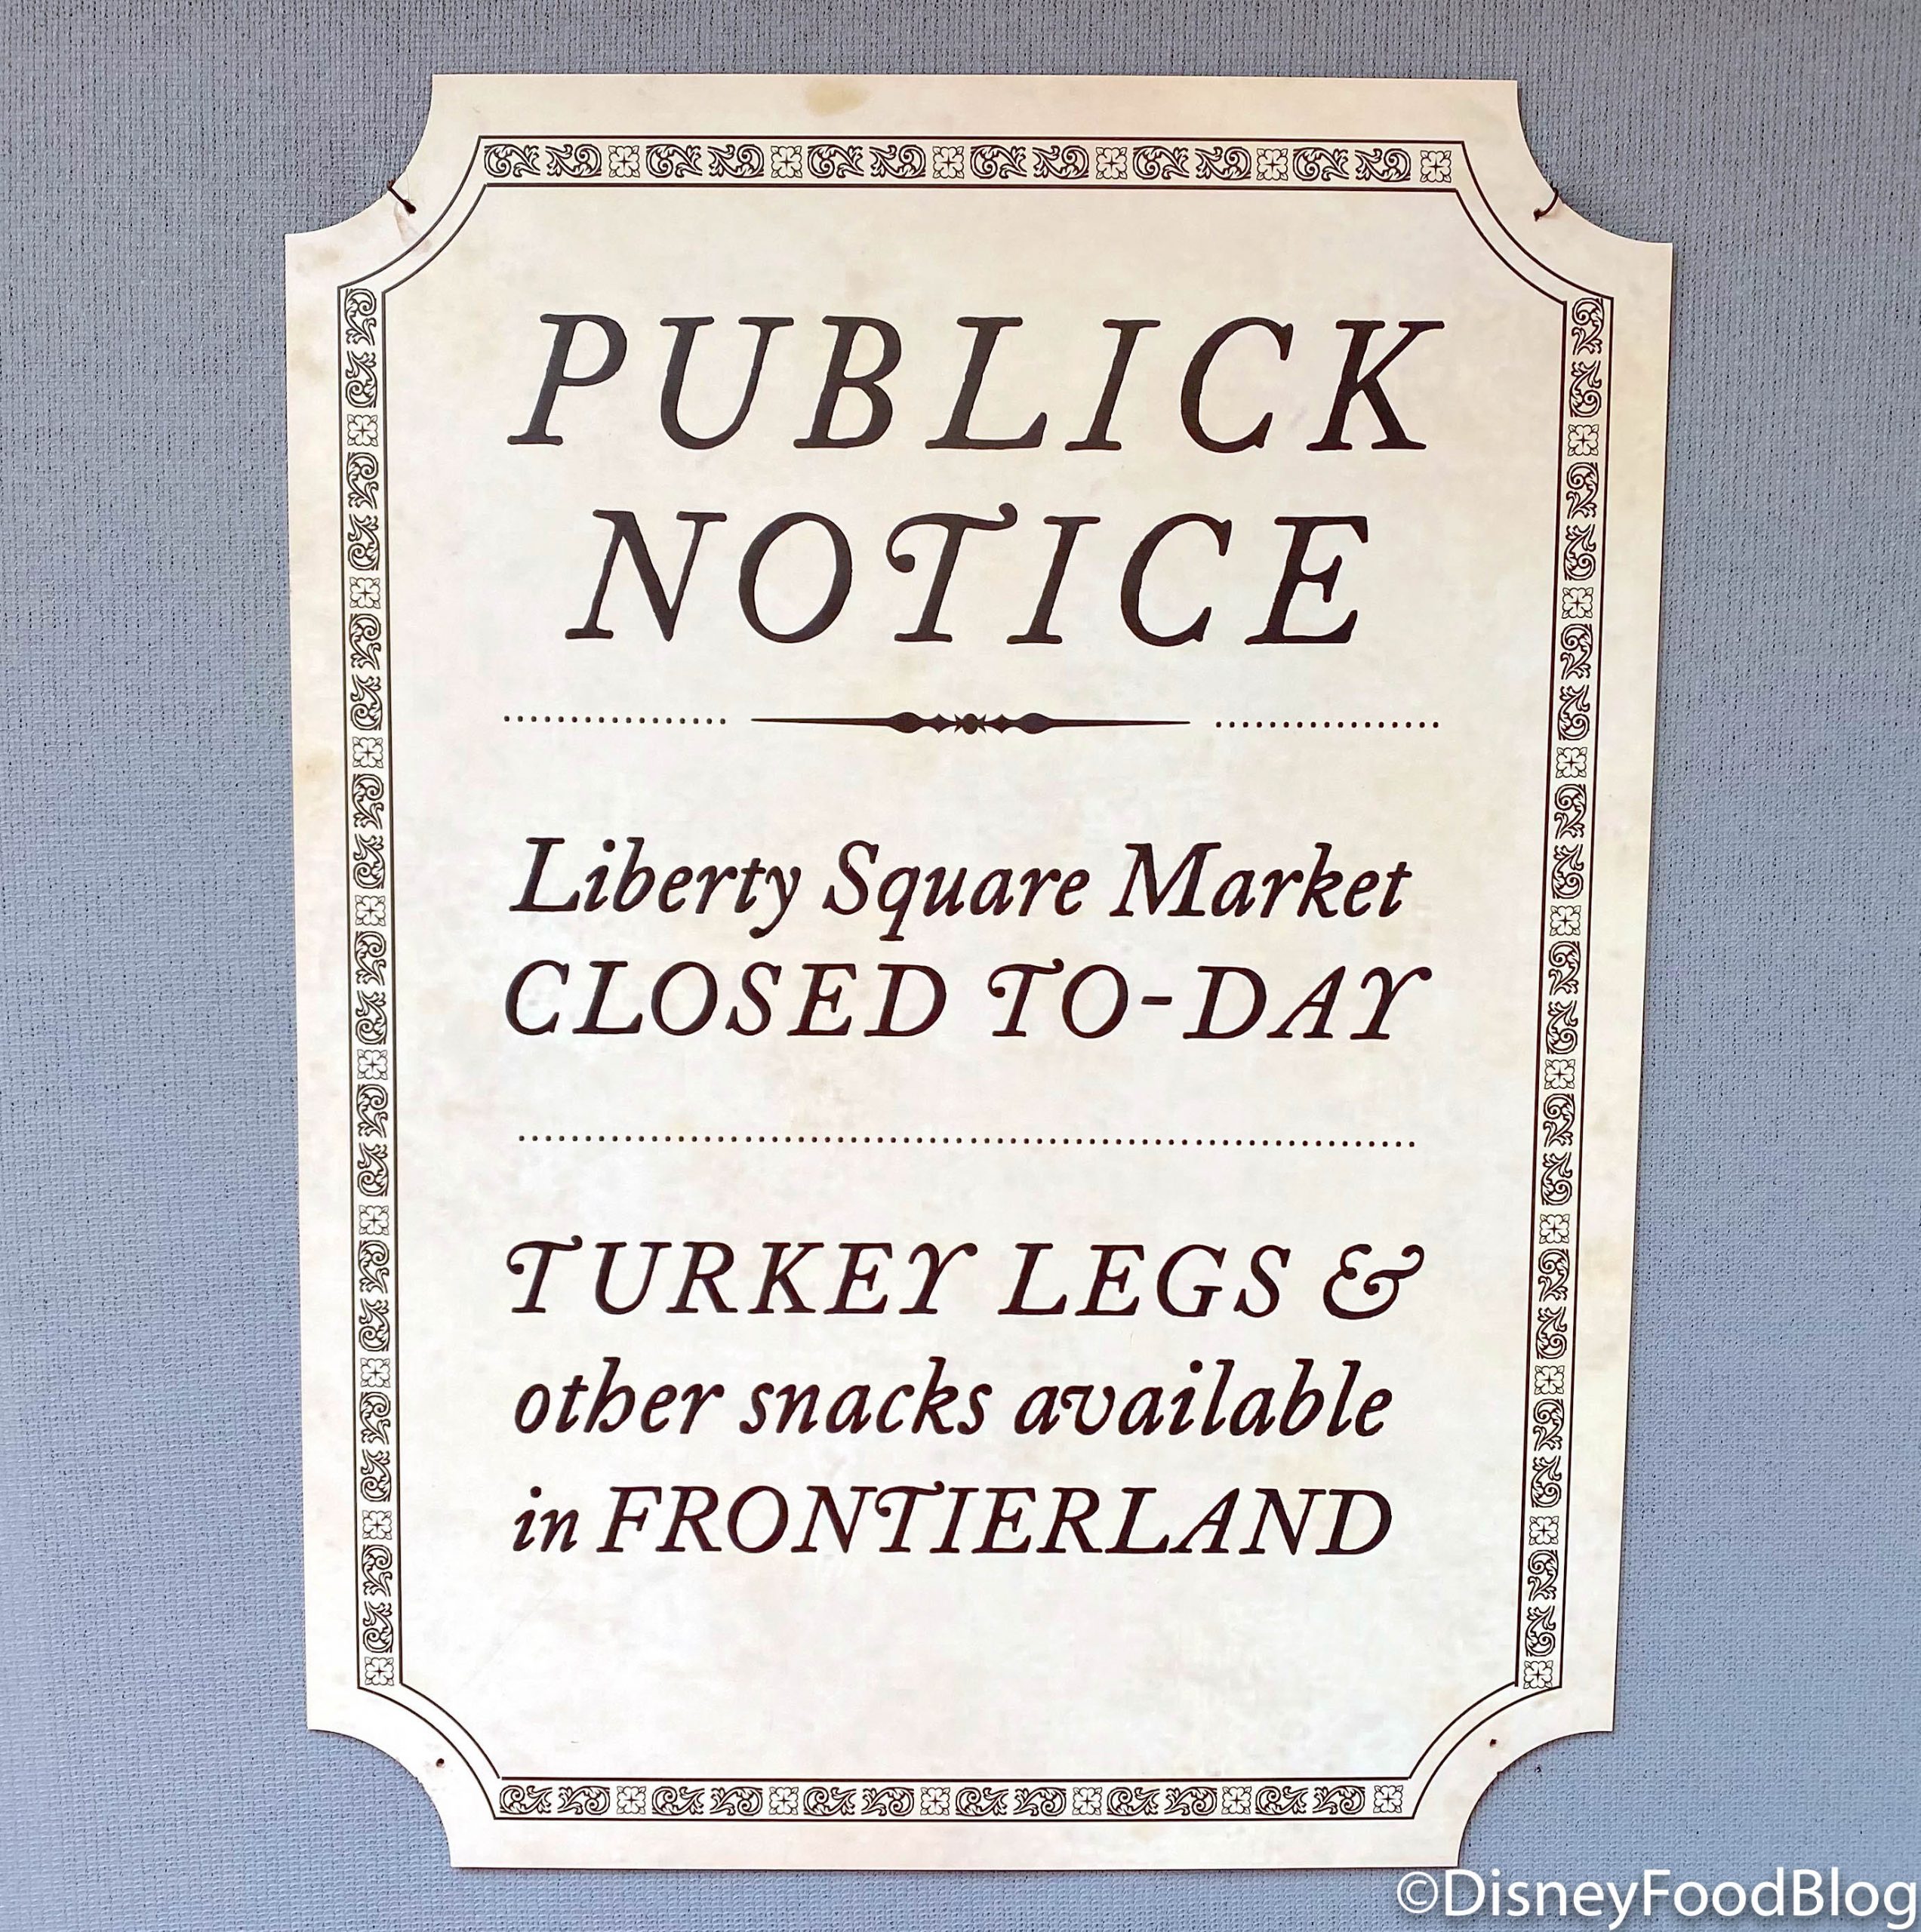 PUBLICK
NOTICE
Liberty Square Market
CLOSED TO-DAY
TURKEY LEGS &
other snacks available
in FRONTIERLAND
©DisneyFoodBlog